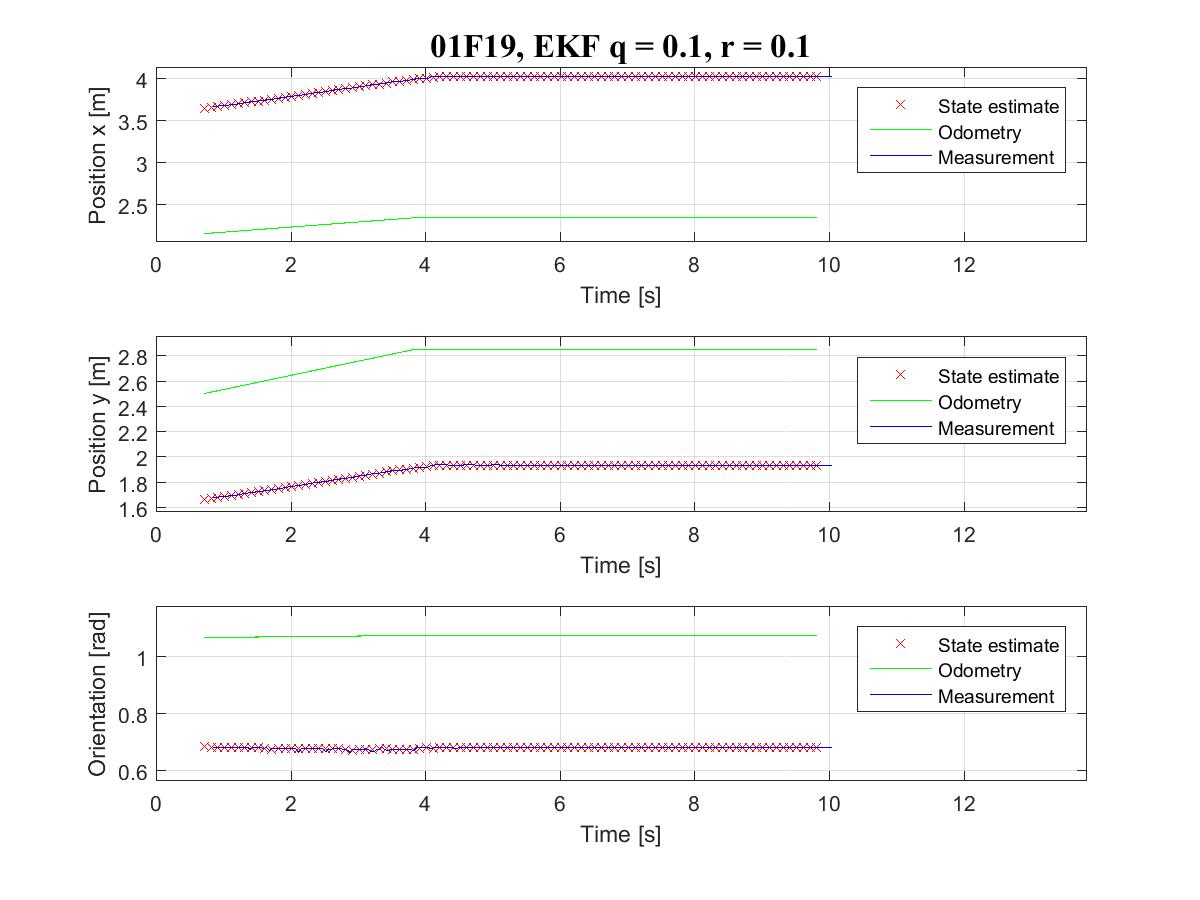 01F19, EKF q = 0.1, r = 0.1
4
3.5
3
2.5
Position x [m]
State estimate
Odometry
Measurement
0 2 4 6 8 10 12
Time [s]
2.8
2.6
2.4
2.2
2
1.8
1.6
Position y [m]
State estimate
Odometry
Measurement
0 2 4 6 8 10 12
Time [s]
1
0.8
0.6
Orientation [rad]
State estimate
Odometry
Measurement
0 2 4 6 8 10 12
Time [s]